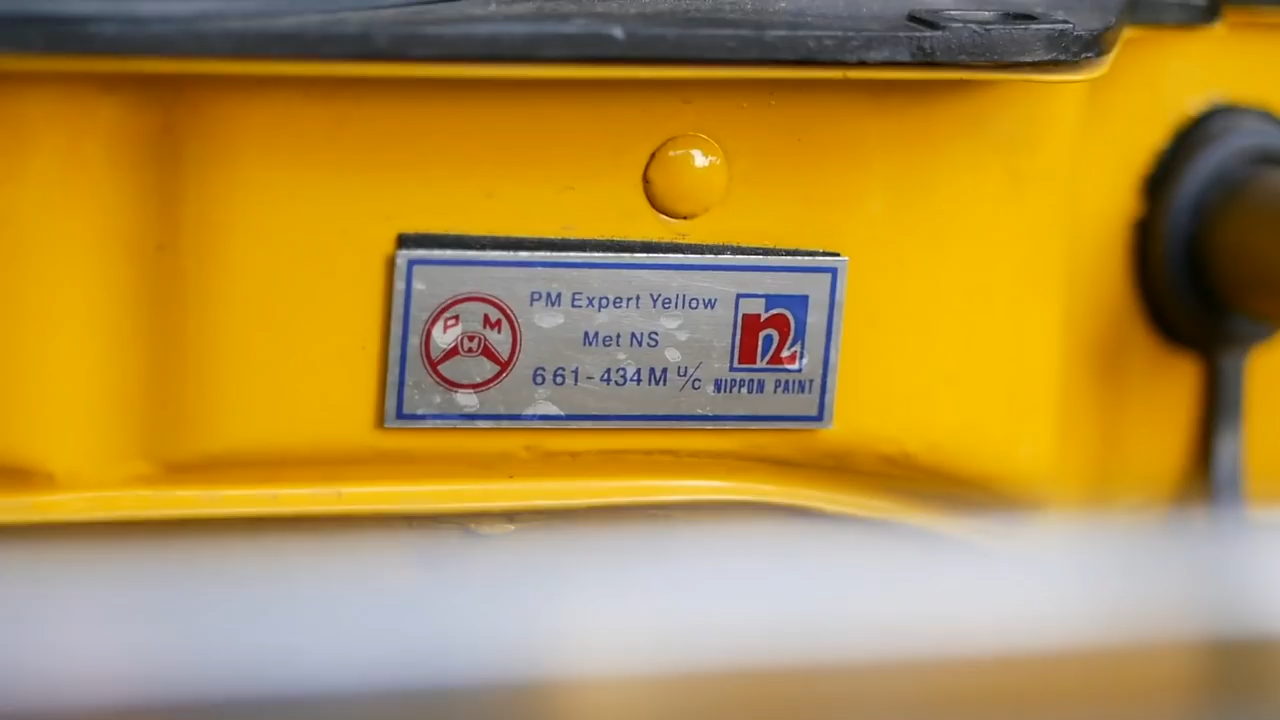 PM Expert Yellow
Met NS
661-434M u/c
P M
H
n
NIPPON PAINT